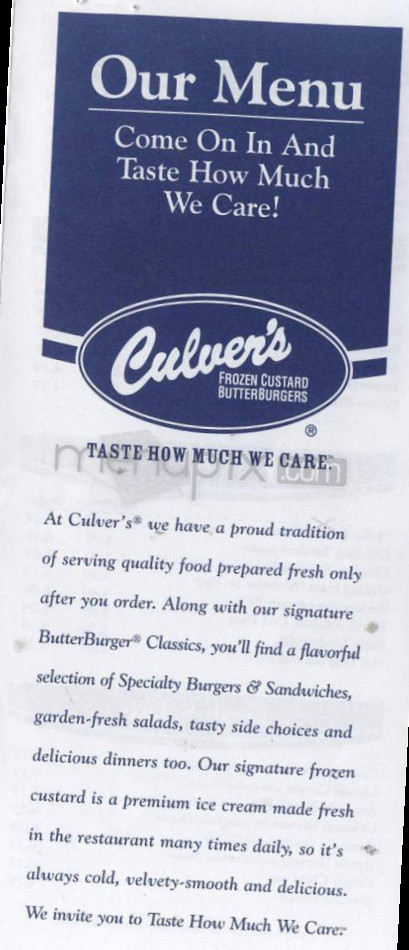 Our Menu
Come On In And
Taste How Much
We Care!
Culver's
FROZEN CUSTARD
BUTTERBURGERS
®
TASTE HOW MUCH WE CARE.™
menupix.com
At Culver's® we have a proud tradition
of serving quality food prepared fresh only
after you order. Along with our signature
ButterBurger® Classics, you'll find a flavorful
selection of Specialty Burgers & Sandwiches,
garden-fresh salads, tasty side choices and
delicious dinners too. Our signature frozen
custard is a premium ice cream made fresh
in the restaurant many times daily, so it's
always cold, velvety-smooth and delicious.
We invite you to Taste How Much We Care.™